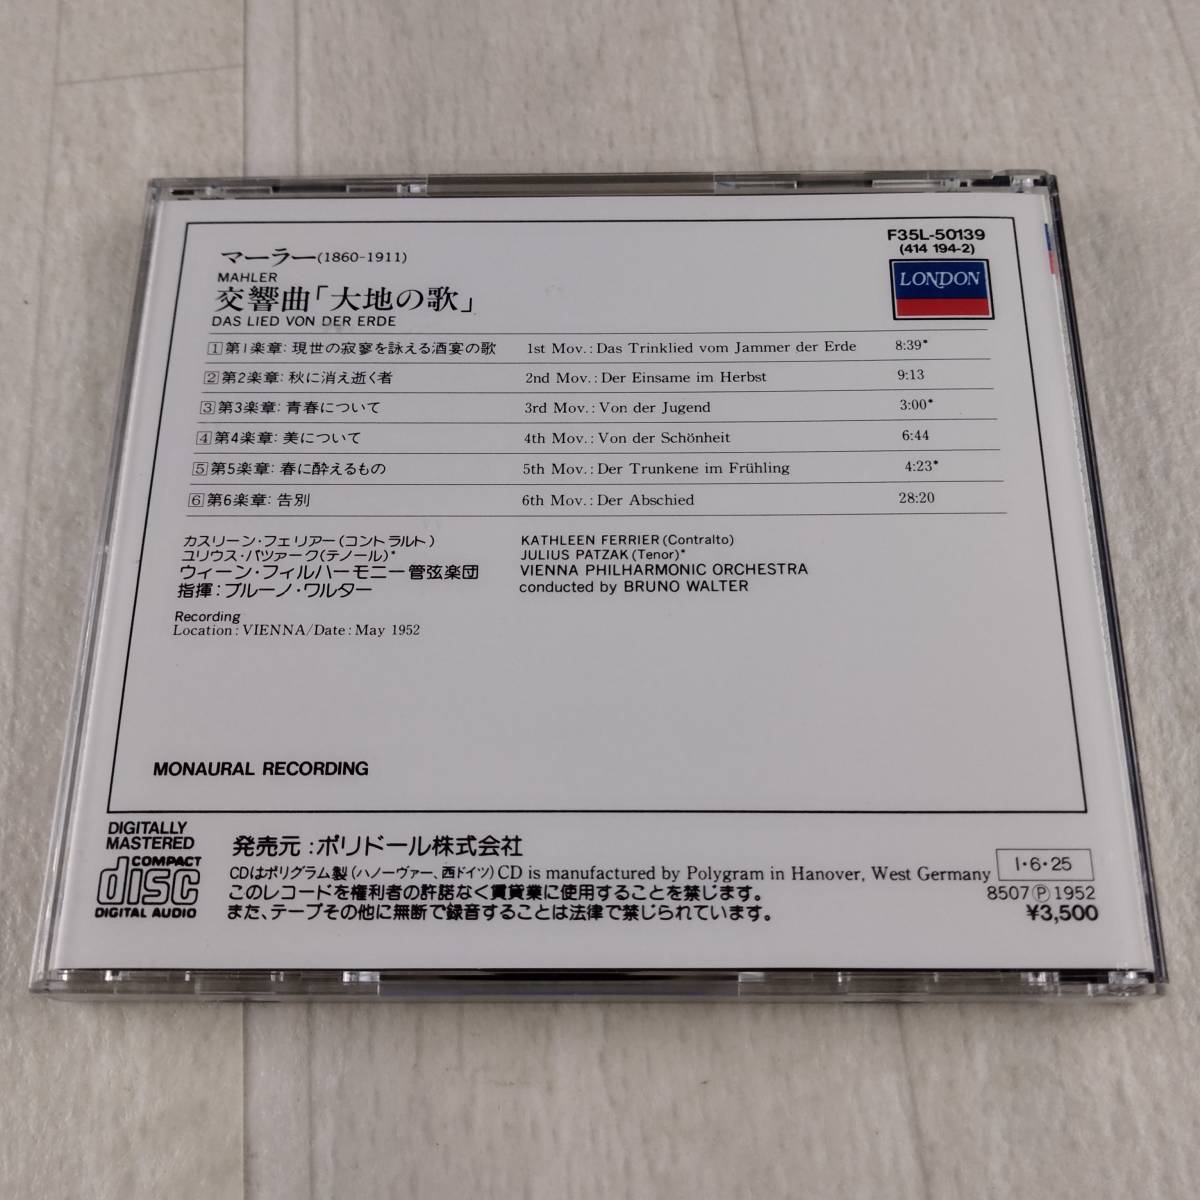 F35L-50139
(414 194-2)
LONDON
マーラー(1860-1911)
MAHLER
交響曲「大地の歌」
DAS LIED VON DER ERDE
1 第1楽章:現世の寂寥を詠える酒宴の歌 1st Mov.: Das Trinklied vom Jammer der Erde 8:39*
2 第2楽章:秋に消え逝く者 2nd Mov.: Der Einsame im Herbst 9:13
3 第3楽章:青春について 3rd Mov.: Von der Jugend 3:00*
4 第4楽章:美について 4th Mov.: Von der Schönheit 6:44
5 第5楽章:春に酔えるもの 5th Mov.: Der Trunkene im Frühling 4:23*
6 第6楽章:告別 6th Mov.: Der Abschied 28:20
カスリーン・フェリアー(コントラルト)
ユリウス・パツァーク(テノール)*
ウィーン・フィルハーモニー管弦楽団
指揮:ブルーノ・ワルター
KATHLEEN FERRIER (Contralto)
JULIUS PATZAK (Tenor)*
VIENNA PHILHARMONIC ORCHESTRA
conducted by BRUNO WALTER
Recording
Location: VIENNA/Date: May 1952
MONAURAL RECORDING
DIGITALLY
MASTERED
COMPACT
disc
DIGITAL AUDIO
発売元:ポリドール株式会社
CDはポリグラム製(ハノーヴァー、西ドイツ) CD is manufactured by Polygram in Hanover, West Germany
このレコードを権利者の許諾なく賃貸業に使用することを禁じます。
また、テープその他に無断で録音することは法律で禁じられています。
1・6・25
8507 Ⓟ 1952
¥3,500